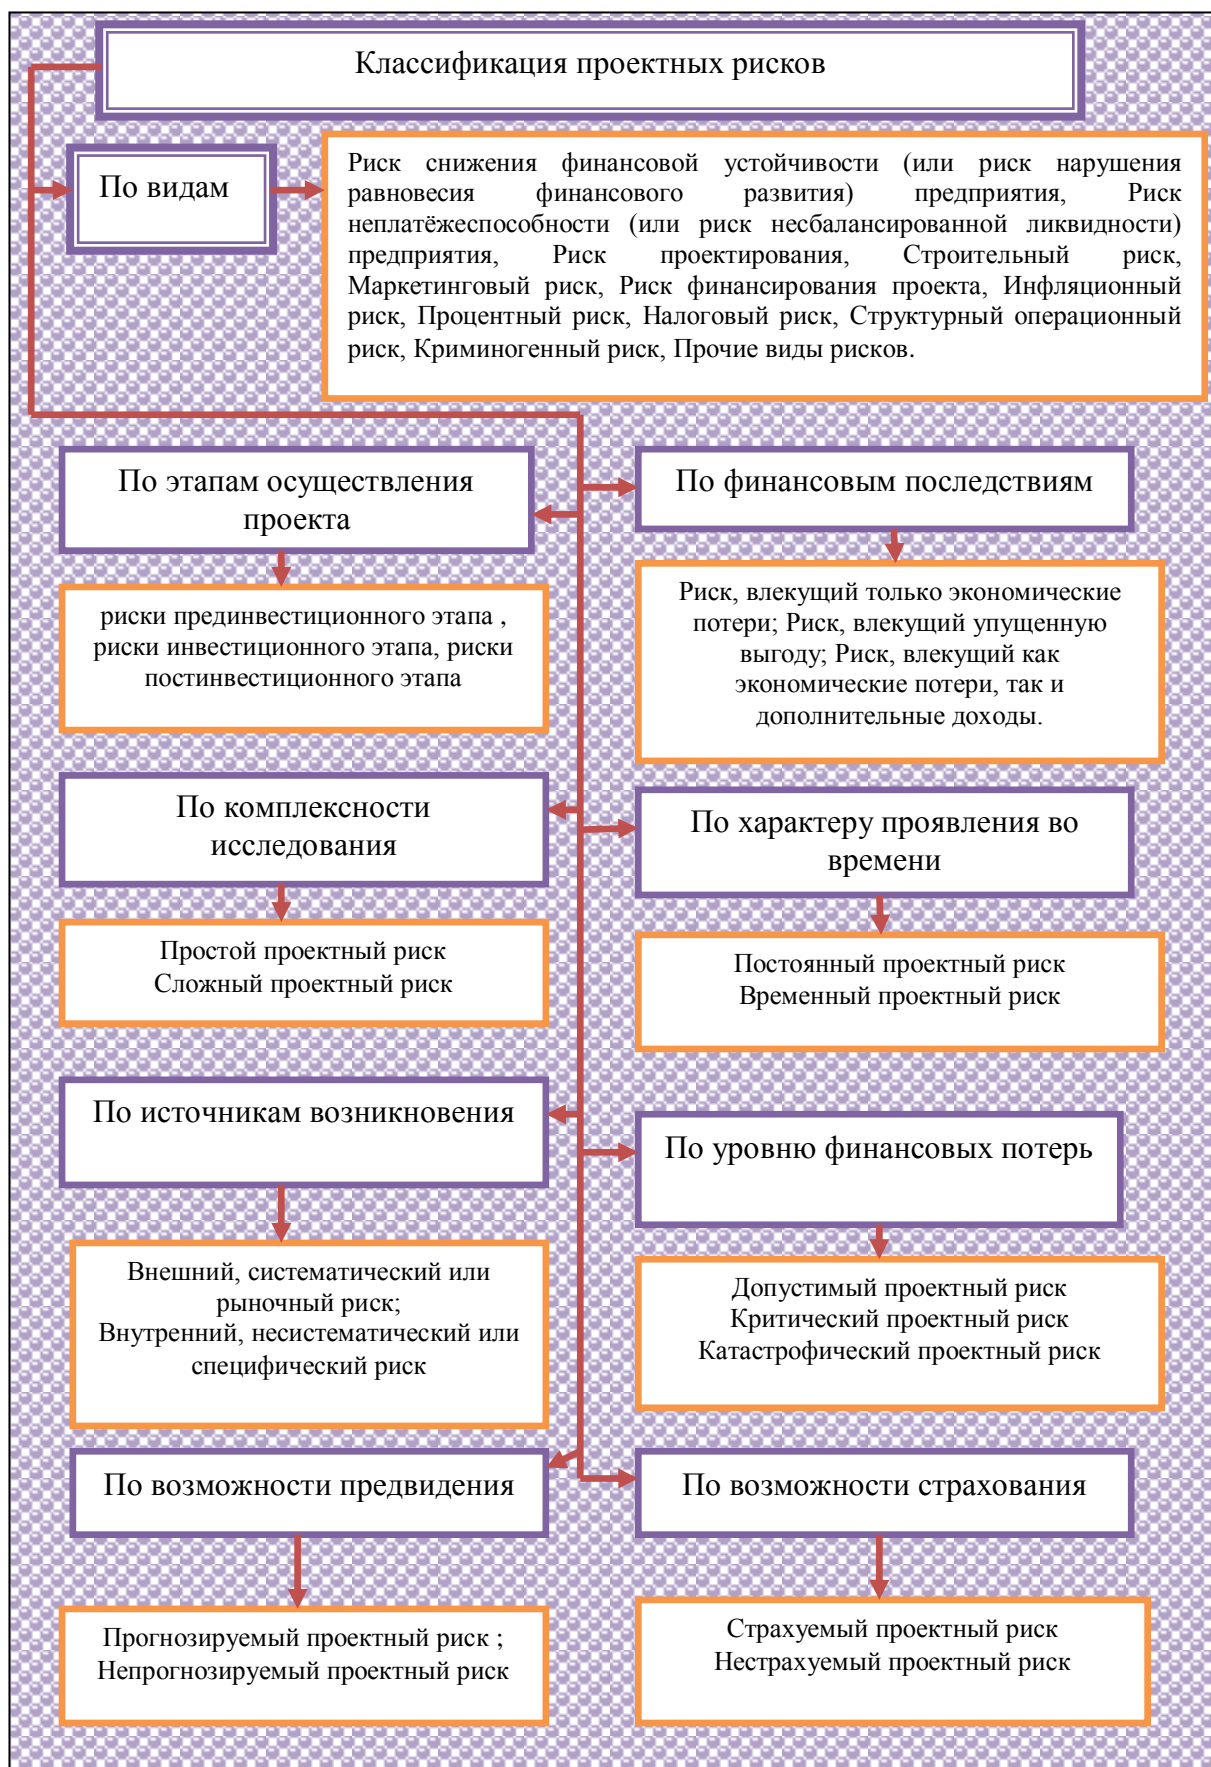 Классификация проектных рисков
По видам
Риск снижения финансовой устойчивости (или риск нарушения
равновесия финансового развития) предприятия, Риск
неплатёжеспособности (или риск несбалансированной ликвидности)
предприятия, Риск проектирования, Строительный риск,
Маркетинговый риск, Риск финансирования проекта, Инфляционный
риск, Процентный риск, Налоговый риск, Структурный операционный
риск, Криминогенный риск, Прочие виды рисков.
По этапам осуществления
проекта
риски прединвестиционного этапа ,
риски инвестиционного этапа, риски
постинвестиционного этапа
По финансовым последствиям
Риск, влекущий только экономические
потери; Риск, влекущий упущенную
выгоду; Риск, влекущий как
экономические потери, так и
дополнительные доходы.
По комплексности
исследования
Простой проектный риск
Сложный проектный риск
По характеру проявления во
времени
Постоянный проектный риск
Временный проектный риск
По источникам возникновения
Внешний, систематический или
рыночный риск;
Внутренний, несистематический или
специфический риск
По уровню финансовых потерь
Допустимый проектный риск
Критический проектный риск
Катастрофический проектный риск
По возможности предвидения
Прогнозируемый проектный риск ;
Непрогнозируемый проектный риск
По возможности страхования
Страхуемый проектный риск
Нестрахуемый проектный риск